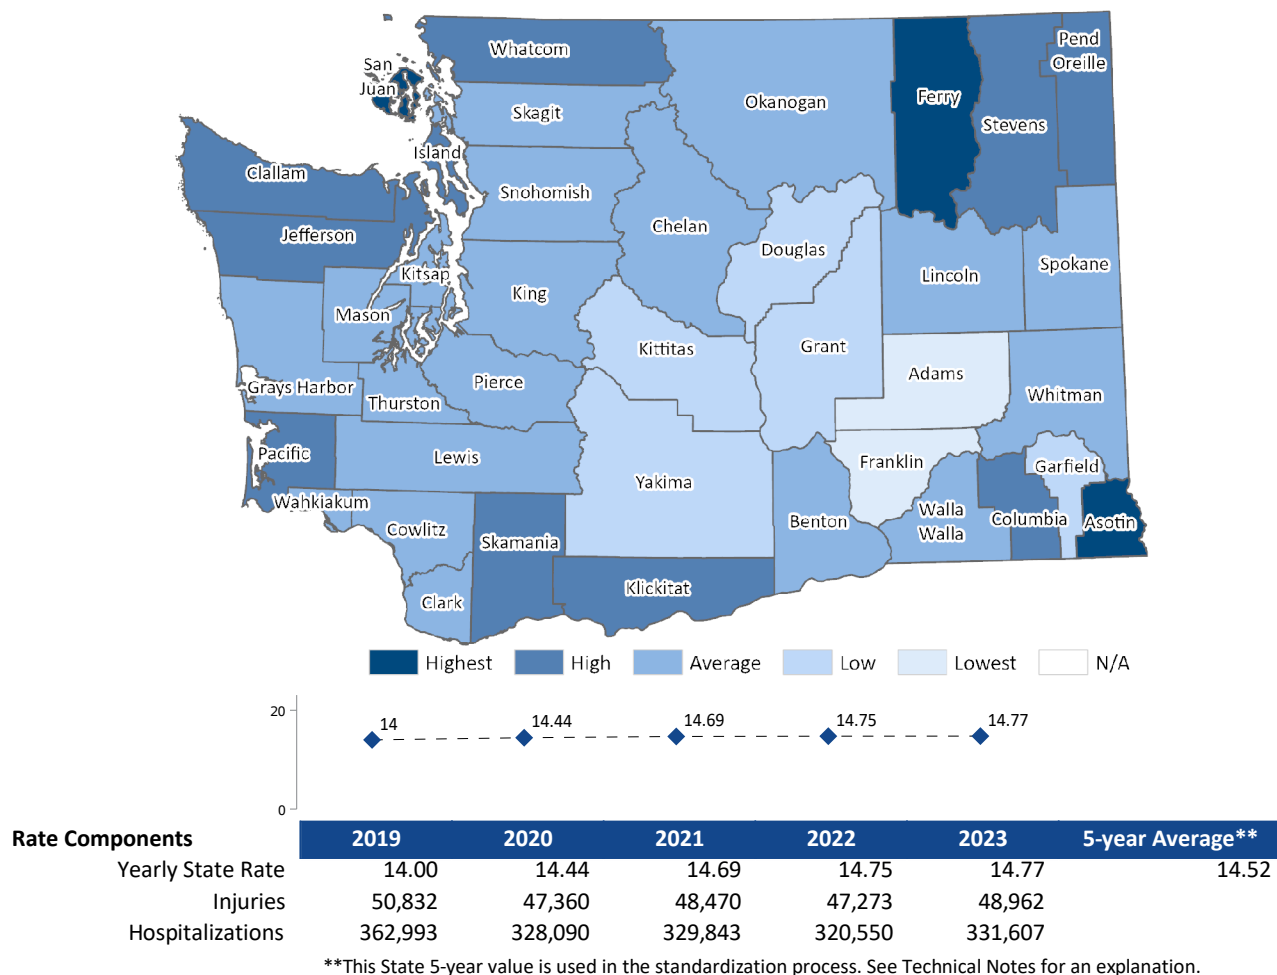 Whatcom
Pend
Oreille
San
Juan
Ferry
Okanogan
Skagit
Stevens
Island
Clallam
Snohomish
Chelan
Jefferson
Douglas
Kitsap
Lincoln
Spokane
King
Mason
Kittitas
Grant
Adams
Pierce
Grays Harbor
Whitman
Thurston
Pacific
Lewis
Franklin
Garfield
Yakima
Wahkiakum
Walla
Walla
Columbia
Asotin
Benton
Cowlitz
Skamania
Klickitat
Clark
Highest High Average Low Lowest N/A
20
14 14.44 14.69 14.75 14.77
0
Rate Components 2019 2020 2021 2022 2023 5-year Average**
Yearly State Rate 14.00 14.44 14.69 14.75 14.77 14.52
Injuries 50,832 47,360 48,470 47,273 48,962
Hospitalizations 362,993 328,090 329,843 320,550 331,607
**This State 5-year value is used in the standardization process. See Technical Notes for an explanation.